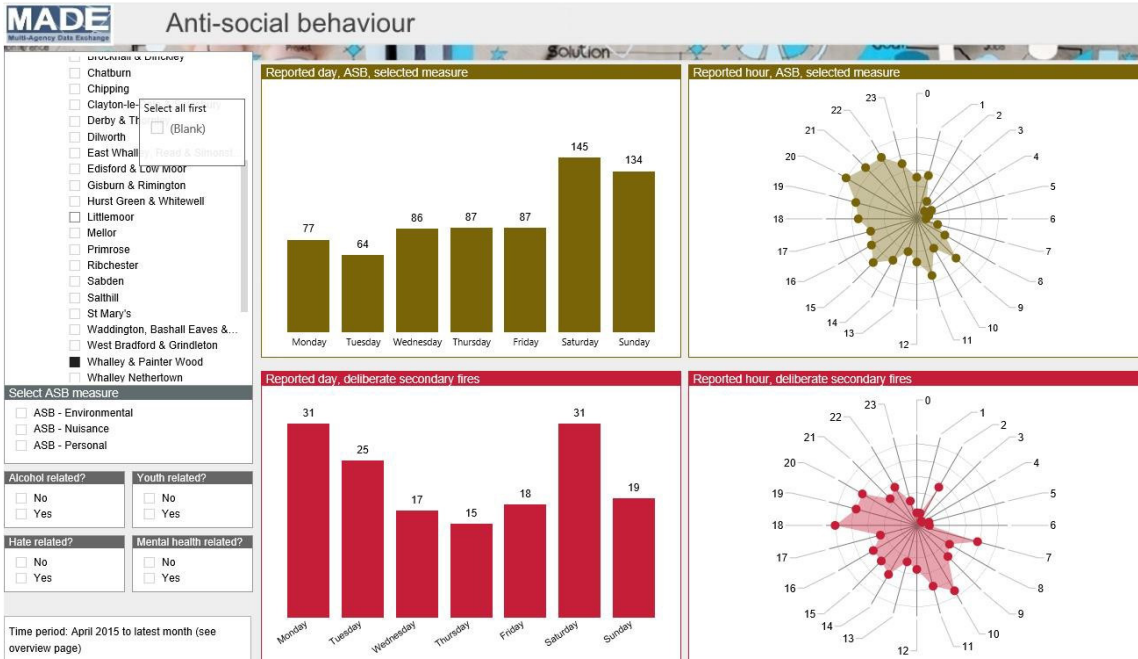 MADE
Multi-Agency Data Exchange
Anti-social behaviour
Project
Solution
Goal
Jobs
Brockhall & Dinckley
Chatburn
Chipping
Clayton-le-
Derby & Th
Dilworth
East Whalley, Read & Simonst...
Edisford & Low Moor
Gisburn & Rimington
Hurst Green & Whitewell
Littlemoor
Mellor
Primrose
Ribchester
Sabden
Salthill
St Mary's
Waddington, Bashall Eaves &...
West Bradford & Grindleton
Whalley & Painter Wood
Whalley Nethertown
Select all first
(Blank)
Select ASB measure
ASB - Environmental
ASB - Nuisance
ASB - Personal
Alcohol related?
No
Yes
Youth related?
No
Yes
Hate related?
No
Yes
Mental health related?
No
Yes
Time period: April 2015 to latest month (see
overview page)
Reported day, ASB, selected measure
77
64
86
87
87
145
134
Monday
Tuesday
Wednesday
Thursday
Friday
Saturday
Sunday
Reported hour, ASB, selected measure
0
1
2
3
4
5
6
7
8
9
10
11
12
13
14
15
16
17
18
19
20
21
22
23
Reported day, deliberate secondary fires
31
25
17
15
18
31
19
Monday
Tuesday
Wednesday
Thursday
Friday
Saturday
Sunday
Reported hour, deliberate secondary fires
0
1
2
3
4
5
6
7
8
9
10
11
12
13
14
15
16
17
18
19
20
21
22
23